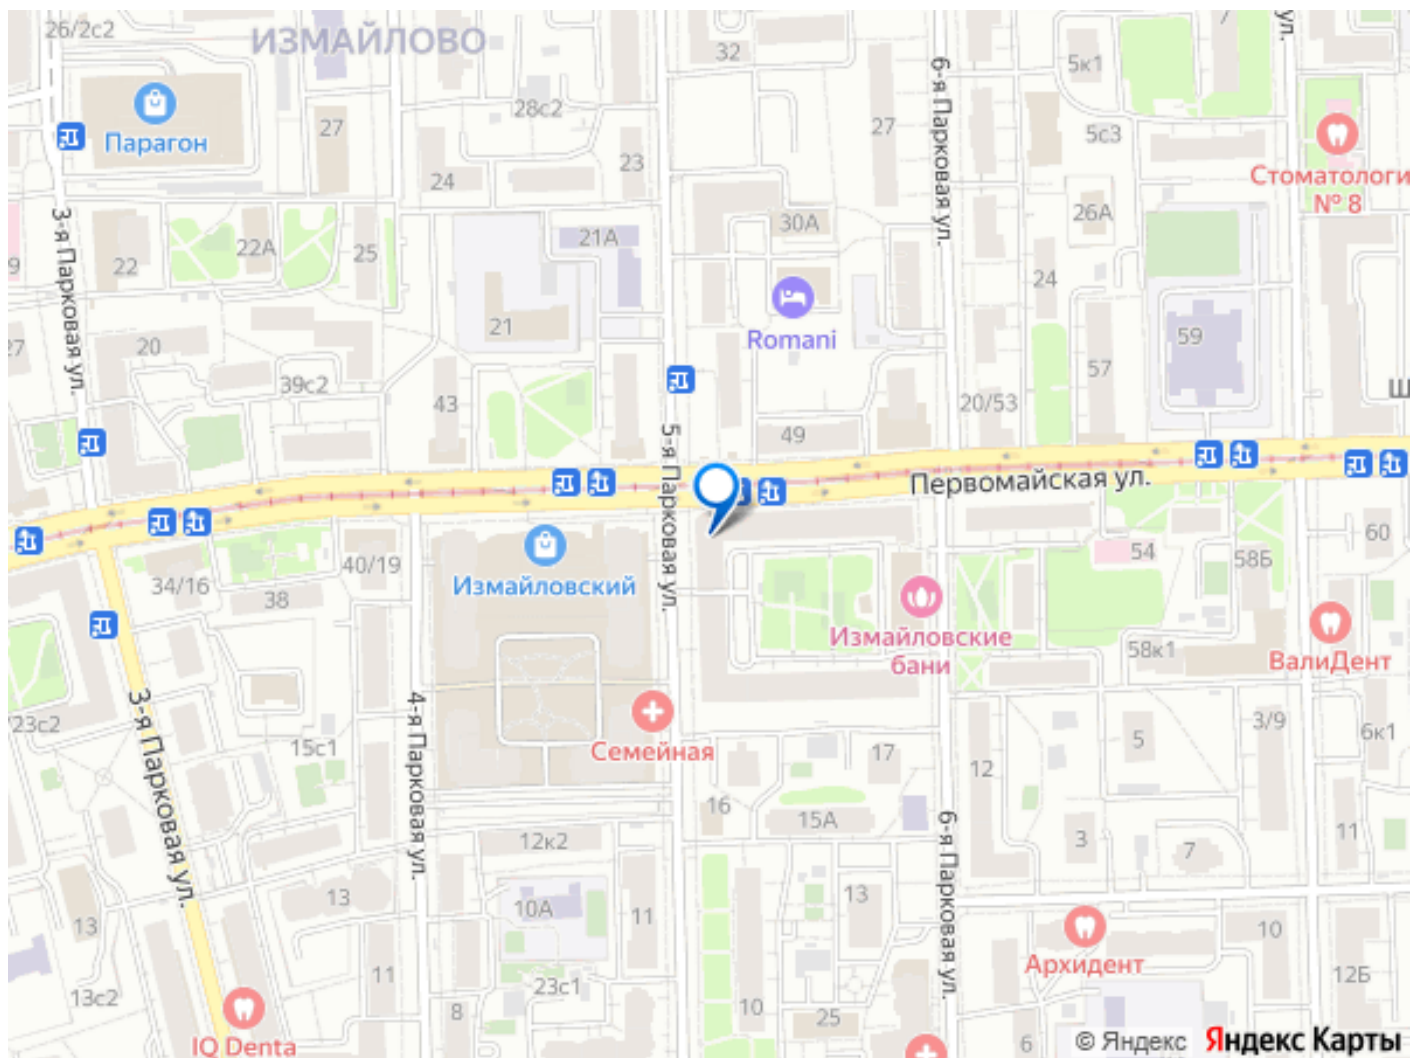 26/2с2
ИЗМАЙЛОВО
32
6-я Парковая ул.
5к1
7
ул.
Парагон
27
28с2
24
23
27
5с3
Стоматологи
№ 8
3-я Парковая ул.
9
22
22А
25
21А
30А
26А
24
21
Romani
27
20
39с2
43
59
57
20/53
Ш
49
5-я Парковая ул.
Первомайская ул.
34/16
38
40/19
Измайловский
54
58Б
60
Измайловские
бани
58к1
ВалиДент
23с2
3-я Парковая ул.
15с1
4-я Парковая ул.
Семейная
17
12
5
3/9
6к1
16
15А
12к2
6-я Парковая ул.
3
7
11
13
13
10А
11
13
10
Архидент
12Б
13с2
11
23с1
8
10
25
6
IQ Denta
© Яндекс
Яндекс Карты